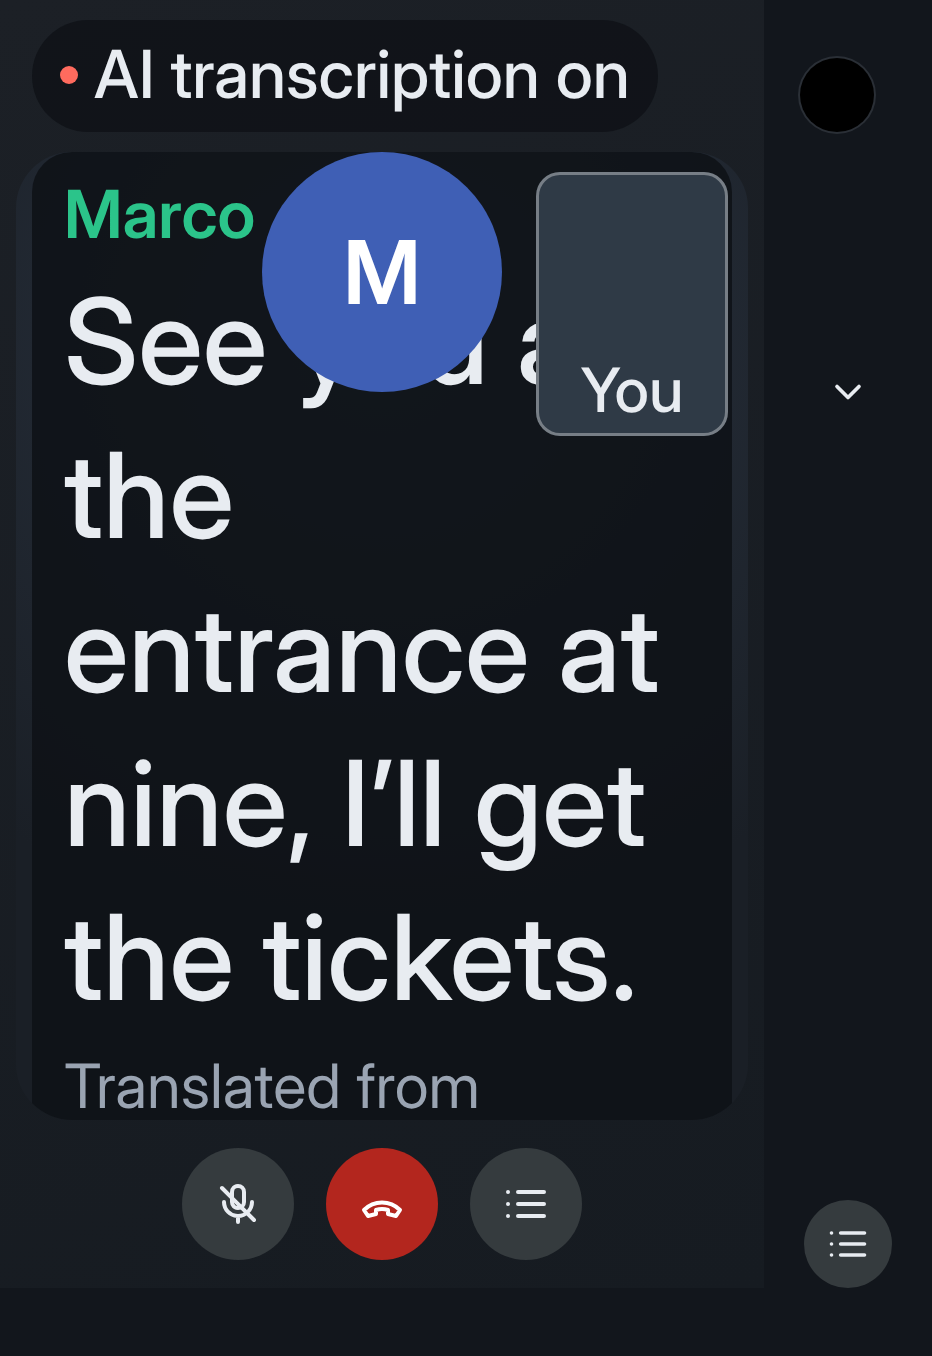 AI transcription on
Marco
M
See
You
the
entrance at
nine, I’ll get
the tickets.
Translated from